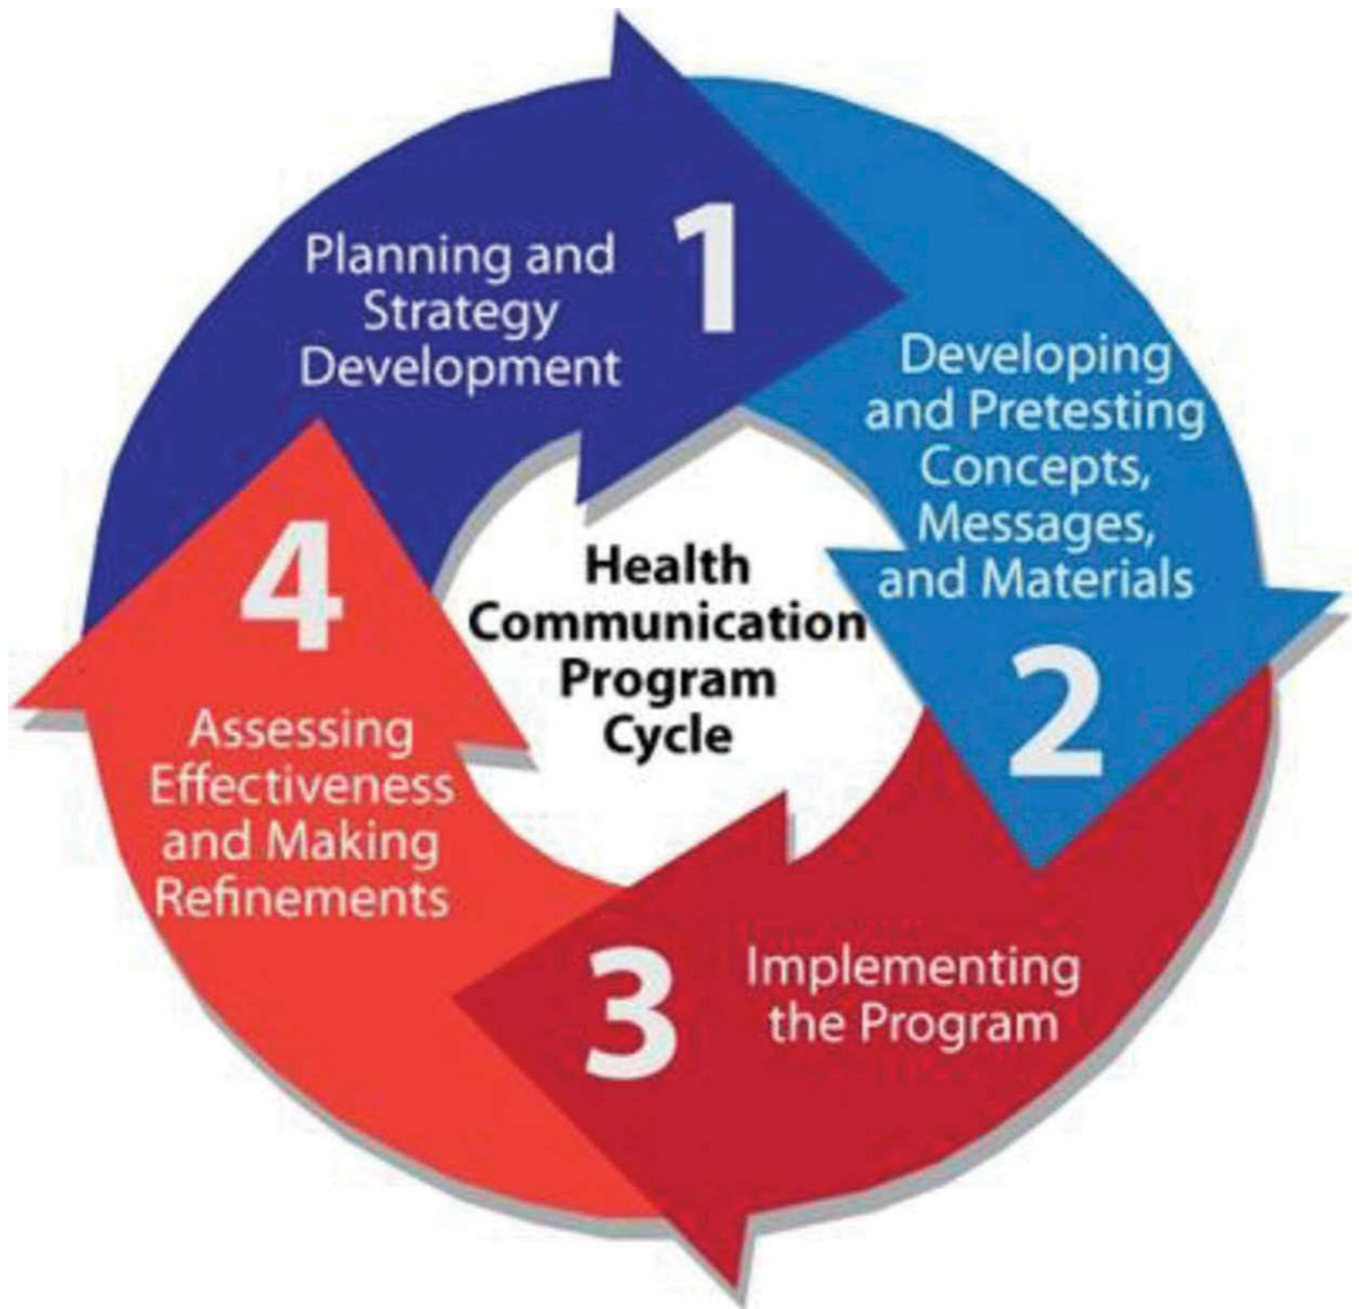 1
Planning and
Strategy
Development
Developing
and Pretesting
Concepts,
Messages,
and Materials
2
3
Implementing
the Program
4
Assessing
Effectiveness
and Making
Refinements
Health
Communication
Program
Cycle